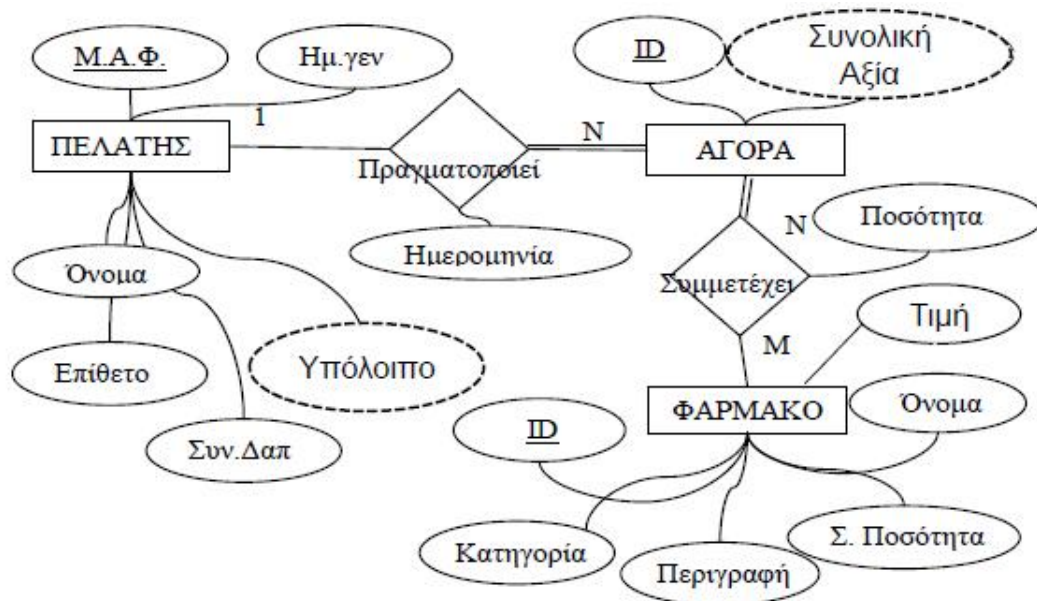 Μ.Α.Φ.
Ημ.γεν
ID
Συνολική
Αξία
1
N
ΠΕΛΑΤΗΣ
Πραγματοποιεί
ΑΓΟΡΑ
Ημερομηνία
Ποσότητα
N
Συμμετέχει
M
Όνομα
Επίθετο
Υπόλοιπο
Συν.Δαπ
Τιμή
ΦΑΡΜΑΚΟ
Όνομα
ID
Κατηγορία
Περιγραφή
Σ. Ποσότητα